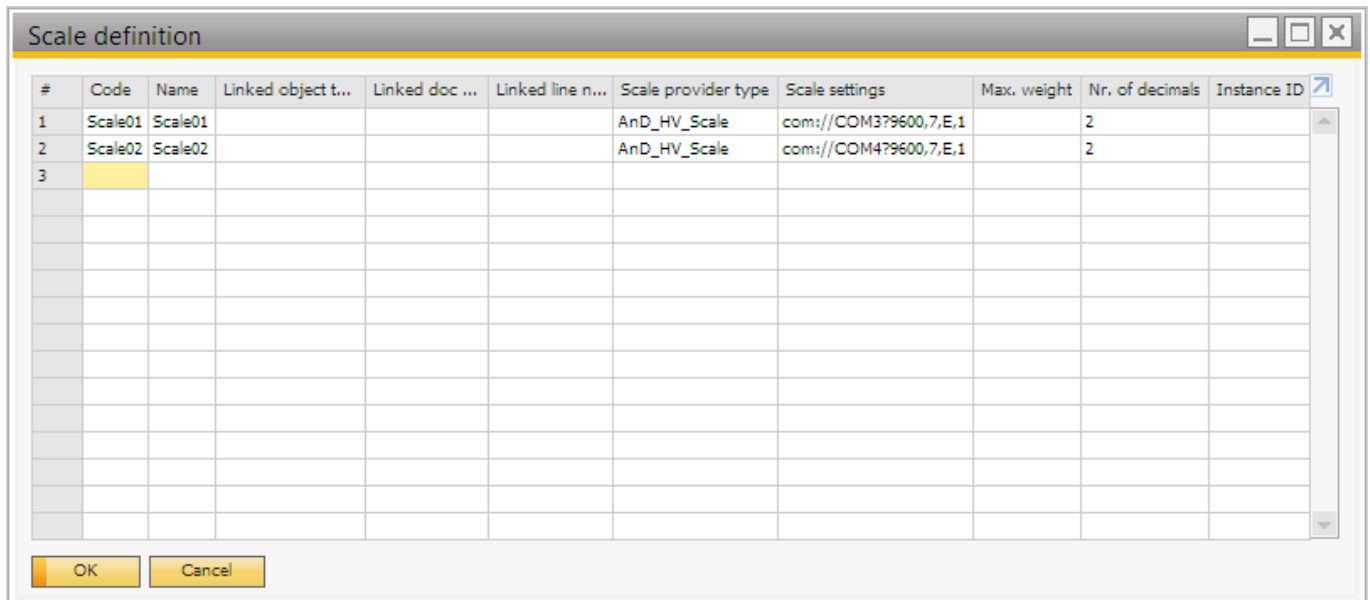 Scale definition
# Code Name Linked object t... Linked doc ... Linked line n... Scale provider type Scale settings Max. weight Nr. of decimals Instance ID
1 Scale01 Scale01 AnD_HV_Scale com://COM3?9600,7,E,1 2
2 Scale02 Scale02 AnD_HV_Scale com://COM4?9600,7,E,1 2
3
OK Cancel